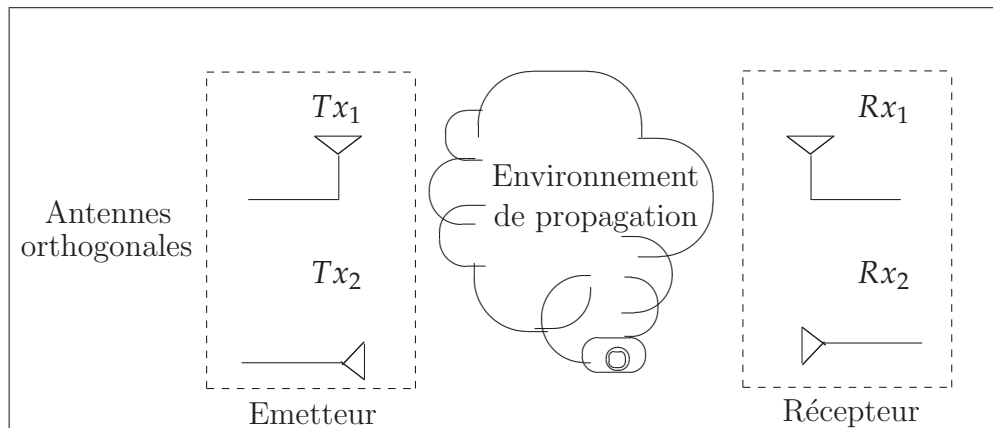 Tx1
Rx1
Environnement
de propagation
Antennes
orthogonales
Tx2
Rx2
Emetteur
Récepteur